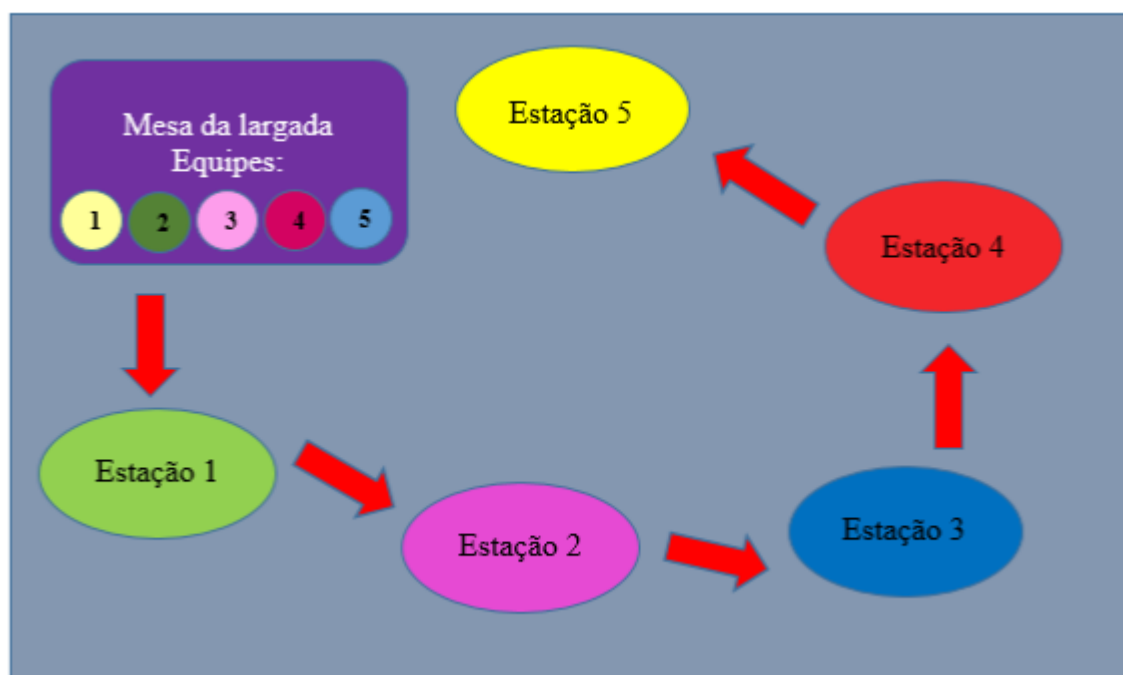 Mesa da largada
Equipes:
1 2 3 4 5
Estação 1
Estação 2
Estação 3
Estação 4
Estação 5